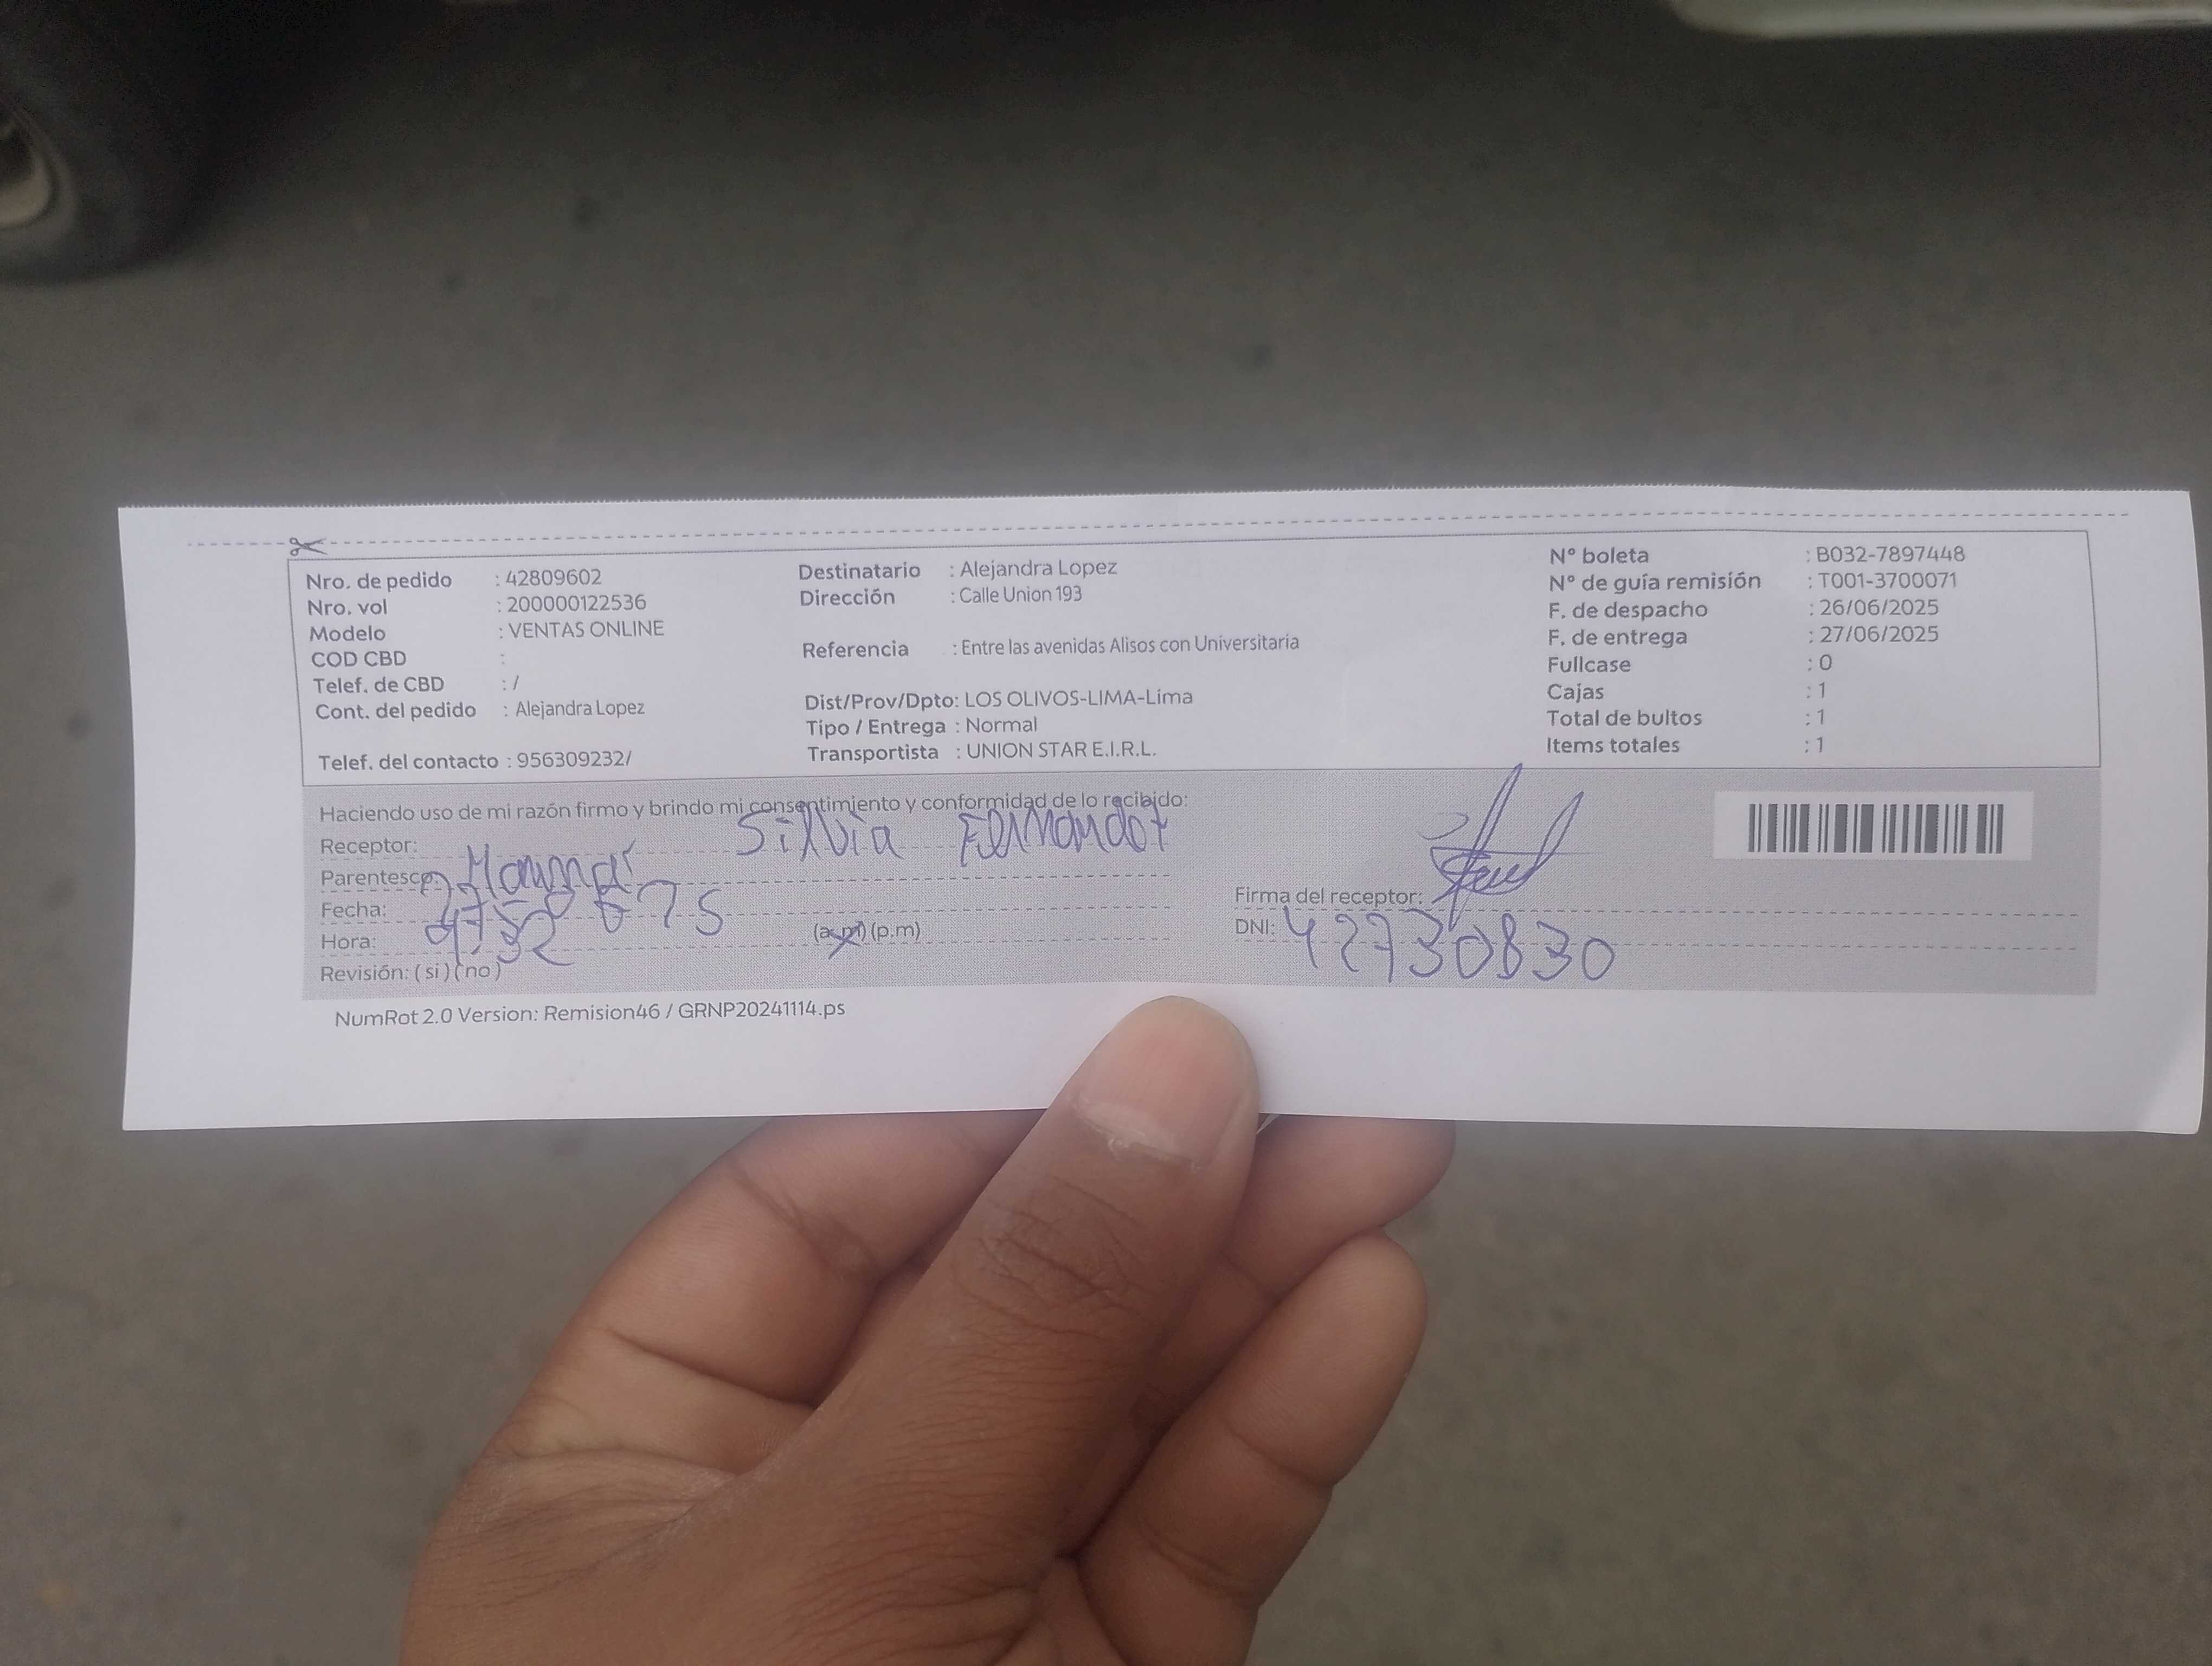 Nro. de pedido : 42809602
Nro. vol : 200000122536
Modelo : VENTAS ONLINE
COD CBD :
Telef. de CBD : /
Cont. del pedido : Alejandra Lopez
Telef. del contacto : 956309232/
Destinatario : Alejandra Lopez
Dirección : Calle Union 193
Referencia : Entre las avenidas Alisos con Universitaria
Dist/Prov/Dpto: LOS OLIVOS-LIMA-Lima
Tipo / Entrega : Normal
Transportista : UNION STAR E.I.R.L.
N° boleta : B032-7897448
N° de guía remisión : T001-3700071
F. de despacho : 26/06/2025
F. de entrega : 27/06/2025
Fullcase : 0
Cajas : 1
Total de bultos : 1
Items totales : 1
Haciendo uso de mi razón firmo y brindo mi consentimiento y conformidad de lo recibido:
Receptor: Silvia
Parentesco: Mamá
Fecha:
Hora: (a.m) (p.m)
Revisión: (si) (no)
Firma del receptor:
DNI: 42730830
NumRot 2.0 Version: Remision46 / GRNP20241114.ps